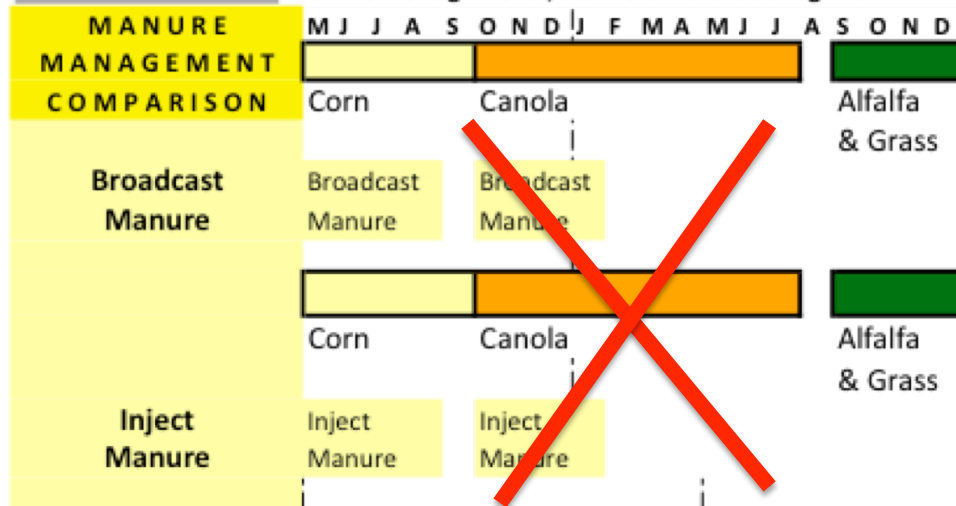 MANURE M J J A S O N D J F M A M J J A S O N D
MANAGEMENT
COMPARISON Corn Canola Alfalfa
& Grass
Broadcast Broadcast Broadcast
Manure Manure Manure
Corn Canola Alfalfa
& Grass
Inject Inject Inject
Manure Manure Manure